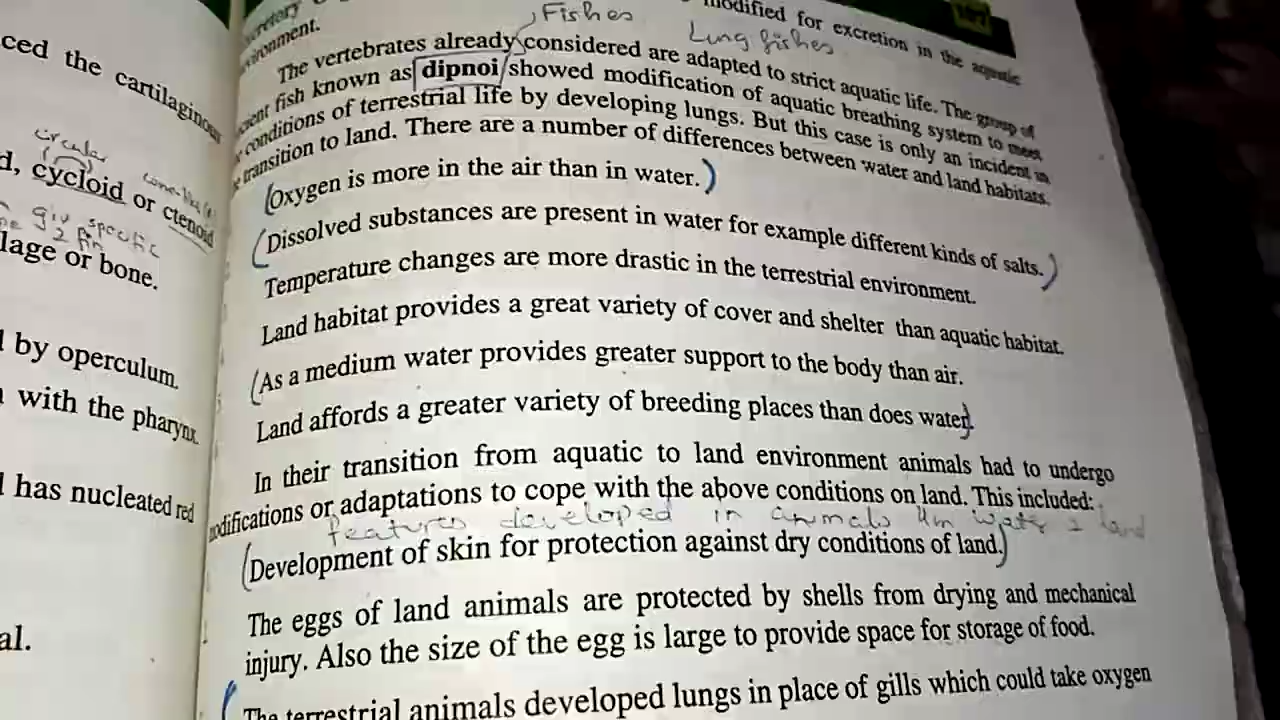 ced the cartilaginous
circular
d, cycloid or ctenoid
giv specific
2 fin
lage or bone.
l by operculum.
with the pharynx.
l has nucleated red
al.
modified for excretion in the aquatic
Fishes
Lung fishes
The vertebrates already considered are adapted to strict aquatic life. The group of
fish known as dipnoi showed modification of aquatic breathing system to meet
conditions of terrestrial life by developing lungs. But this case is only an incident in
transition to land. There are a number of differences between water and land habitats.
(Oxygen is more in the air than in water.)
(Dissolved substances are present in water for example different kinds of salts.)
Temperature changes are more drastic in the terrestrial environment.
Land habitat provides a great variety of cover and shelter than aquatic habitat.
(As a medium water provides greater support to the body than air.
Land affords a greater variety of breeding places than does water).
In their transition from aquatic to land environment animals had to undergo
modifications or adaptations to cope with the above conditions on land. This included:
features developed in animals water land
(Development of skin for protection against dry conditions of land.)
The eggs of land animals are protected by shells from drying and mechanical
injury. Also the size of the egg is large to provide space for storage of food.
The terrestrial animals developed lungs in place of gills which could take oxygen